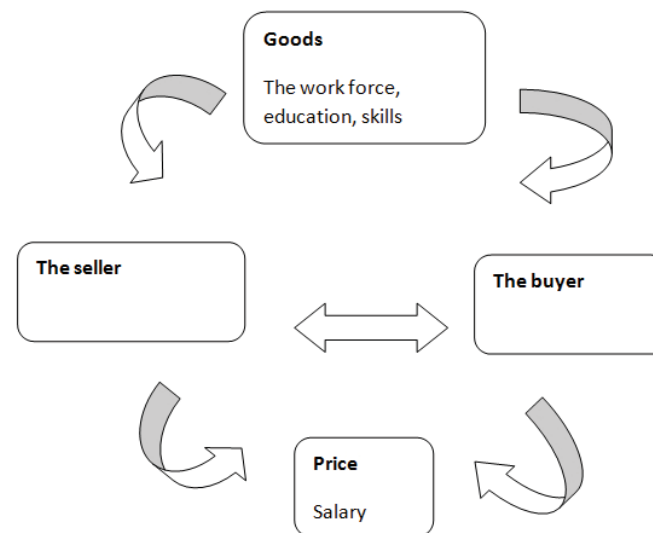 Goods
The work force,
education, skills
The seller
The buyer
Price
Salary